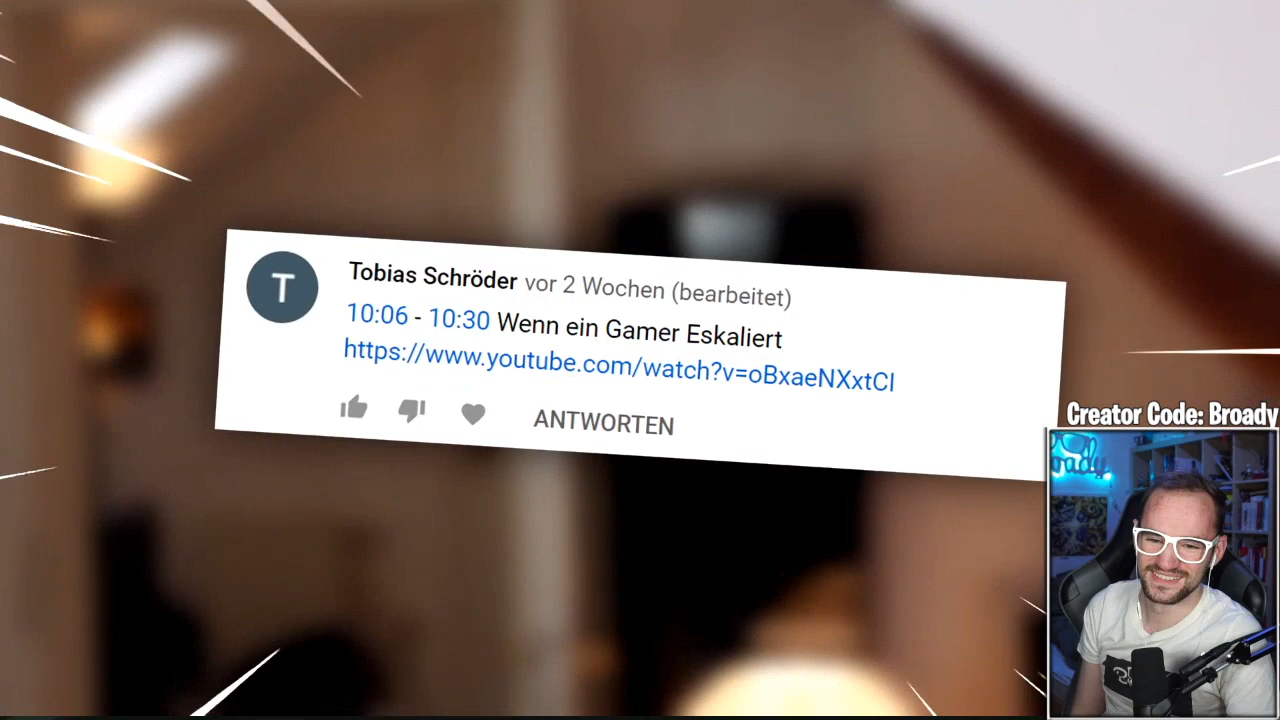 T
Tobias Schröder vor 2 Wochen (bearbeitet)
10:06 - 10:30 Wenn ein Gamer Eskaliert
https://www.youtube.com/watch?v=oBxaeNXxtCI
ANTWORTEN
Creator Code: Broady